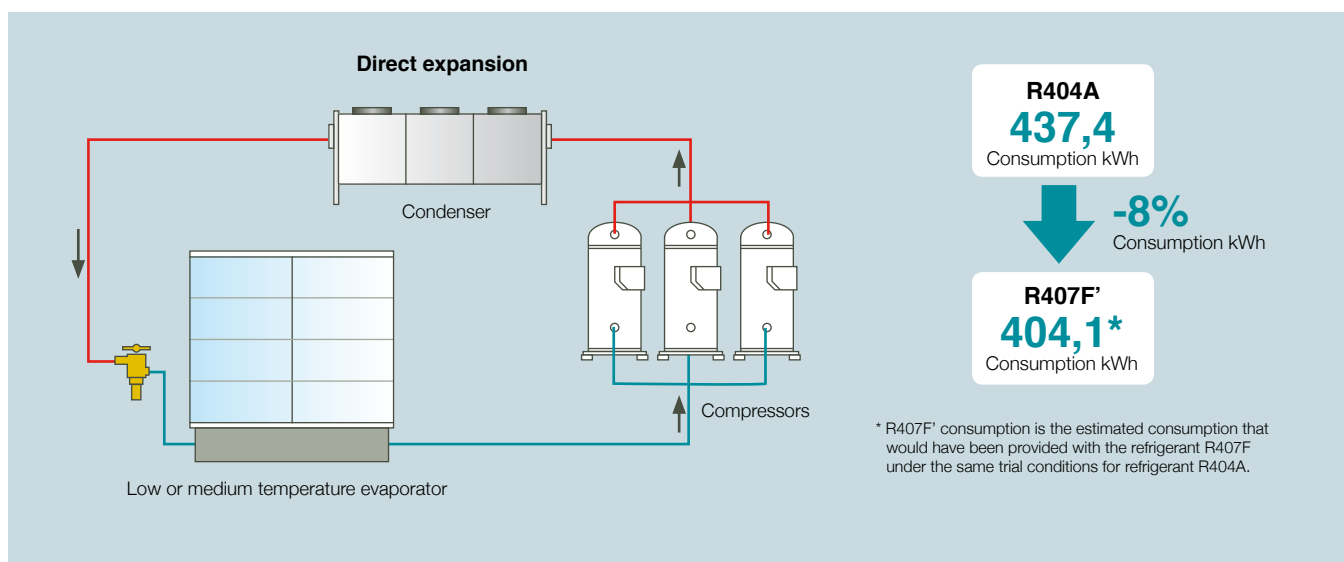 Direct expansion
Condenser
Compressors
Low or medium temperature evaporator
R404A
437,4
Consumption kWh
-8%
Consumption kWh
R407F’
404,1*
Consumption kWh
* R407F’ consumption is the estimated consumption that
would have been provided with the refrigerant R407F
under the same trial conditions for refrigerant R404A.